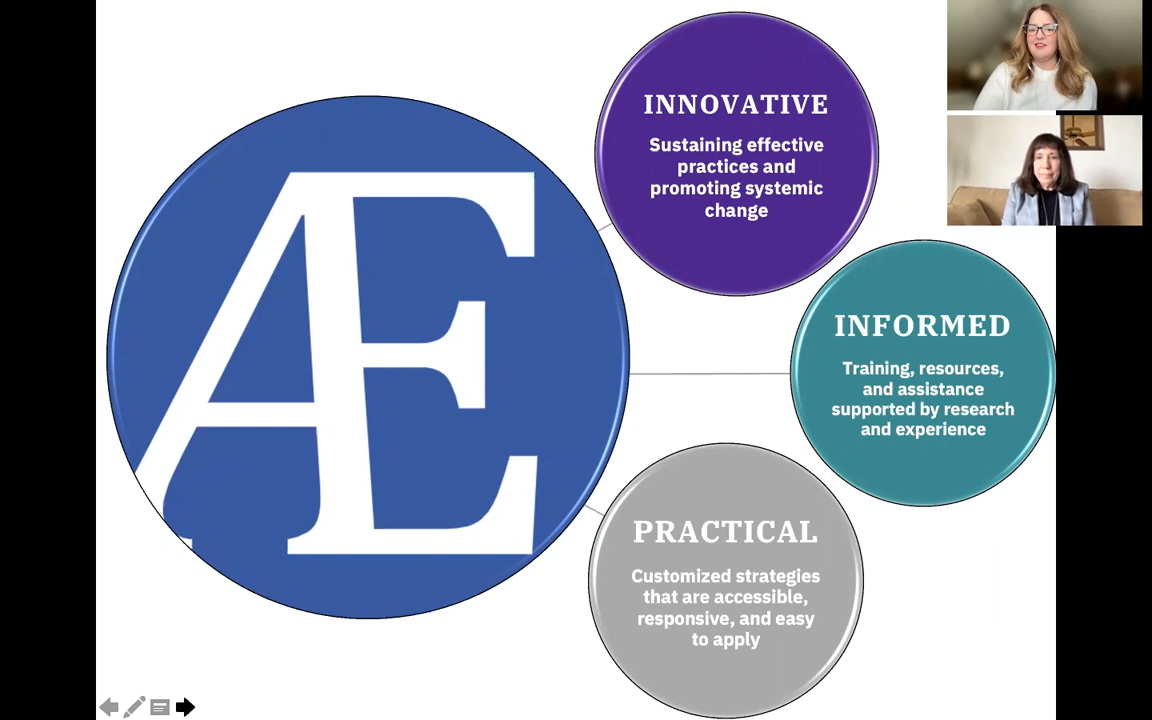 Æ
INNOVATIVE
Sustaining effective
practices and
promoting systemic
change
INFORMED
Training, resources,
and assistance
supported by research
and experience
PRACTICAL
Customized strategies
that are accessible,
responsive, and easy
to apply